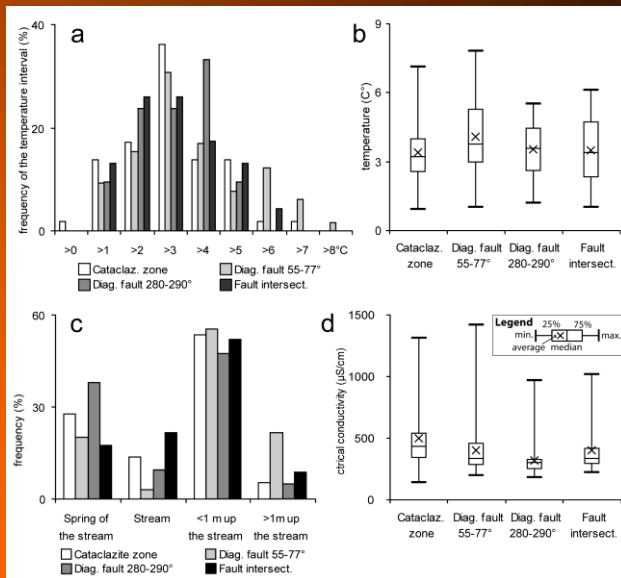 a
frequency of the temperature interval (%)
40
20
0
>0 >1 >2 >3 >4 >5 >6 >7 >8°C
Cataclaz. zone
Diag. fault 55-77°
Diag. fault 280-290°
Fault intersect.
b
temperature (C°)
9
6
3
0
Cataclaz. zone
Diag. fault 55-77°
Diag. fault 280-290°
Fault intersect.
c
frequency (%)
60
30
0
Spring of the stream
Stream
<1 m up the stream
>1m up the stream
Cataclazite zone
Diag. fault 55-77°
Diag. fault 280-290°
Fault intersect.
d
ctrical conductivity (µS/cm)
1500
1000
500
0
Legend
25% 75%
min. max.
average median
Cataclaz. zone
Diag. fault 55-77°
Diag. fault 280-290°
Fault intersect.